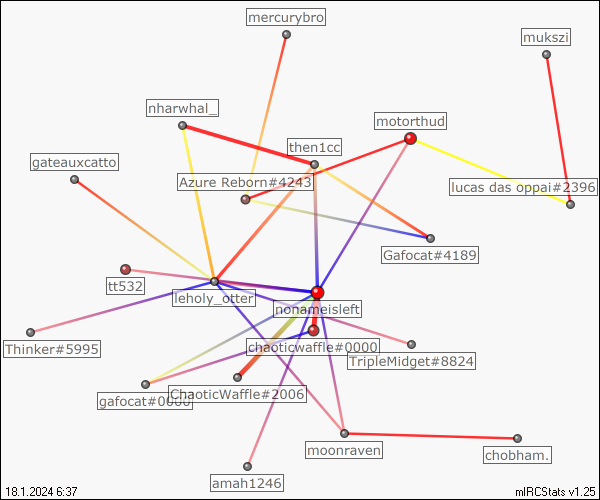 mercurybro
mukszi
nharwhal_
motorthud
then1cc
gateauxcatto
Azure Reborn#4243
lucas das oppai#2396
Gafocat#4189
tt532
leholy_otter
nonameisleft
Thinker#5995
chaoticwaffle#0000
TripleMidget#8824
gafocat#0000
ChaoticWaffle#2006
moonraven
chobham.
amah1246
18.1.2024 6:37
mIRCStats v1.25